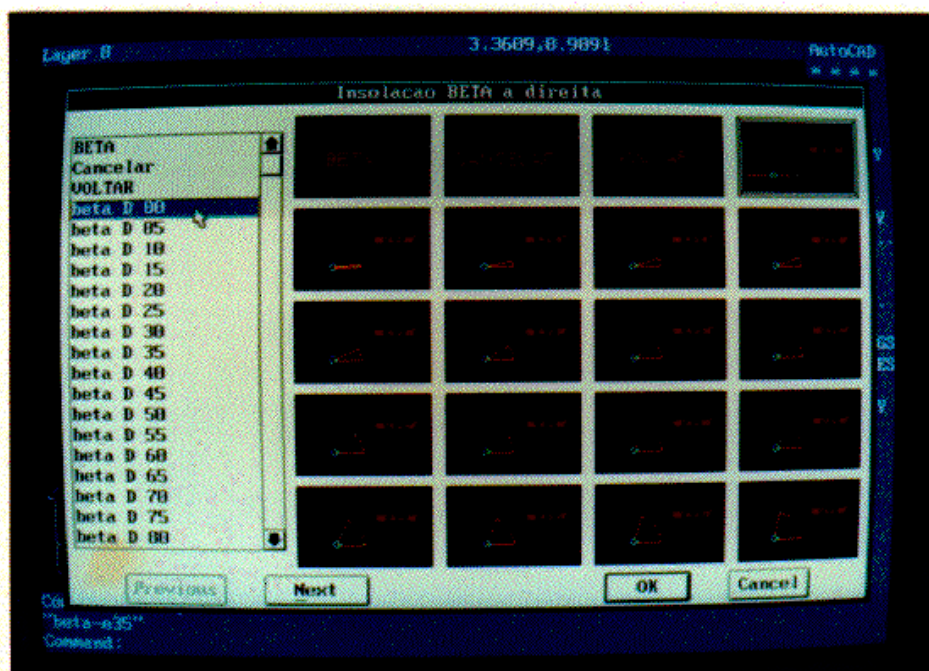 Layer 0
3.3609,8.9891
AutoCAD
* * * *
Insolacao BETA a direita
BETA
Cancelar
VOLTAR
beta D 00
beta D 05
beta D 10
beta D 15
beta D 20
beta D 25
beta D 30
beta D 35
beta D 40
beta D 45
beta D 50
beta D 55
beta D 60
beta D 65
beta D 70
beta D 75
beta D 80
Previous
Next
OK
Cancel
"beta-e35"
Command: